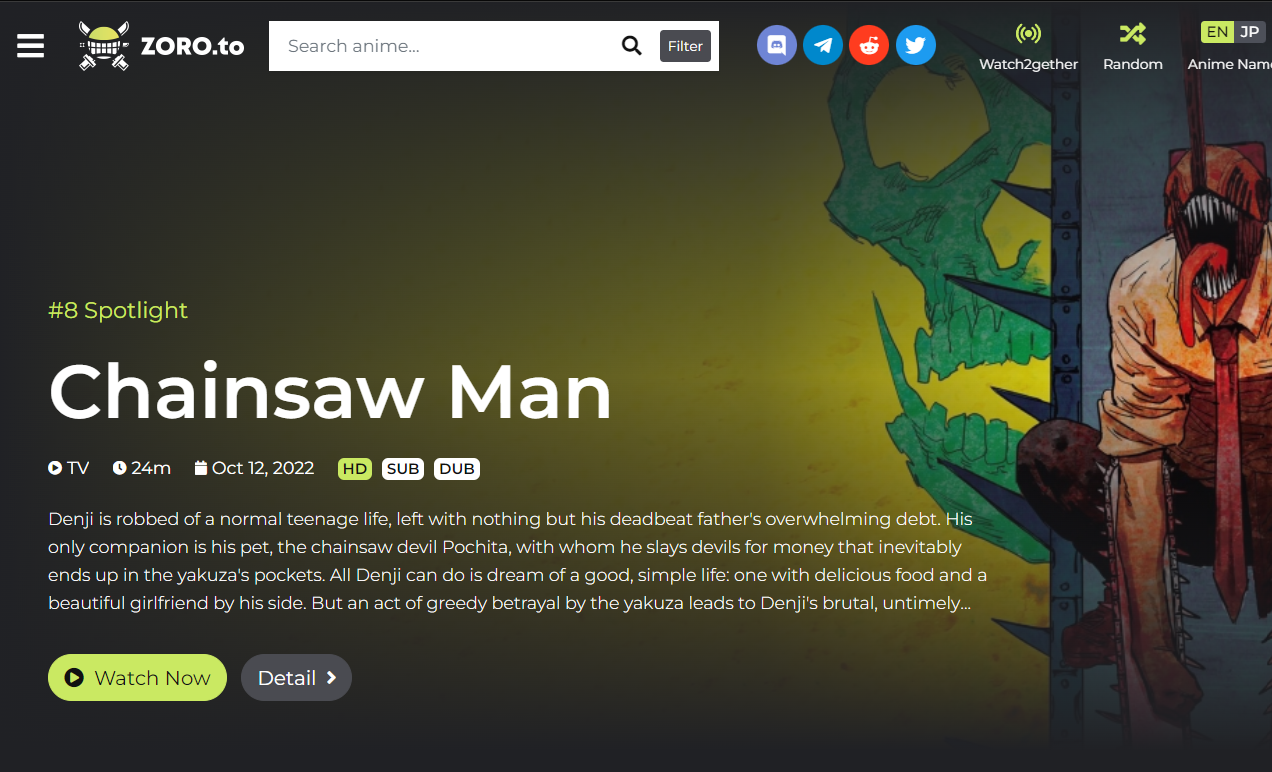 ZORO.to
Search anime...
Filter
Watch2gether
Random
EN JP
Anime Name
#8 Spotlight
Chainsaw Man
TV 24m Oct 12, 2022 HD SUB DUB
Denji is robbed of a normal teenage life, left with nothing but his deadbeat father's overwhelming debt. His
only companion is his pet, the chainsaw devil Pochita, with whom he slays devils for money that inevitably
ends up in the yakuza's pockets. All Denji can do is dream of a good, simple life: one with delicious food and a
beautiful girlfriend by his side. But an act of greedy betrayal by the yakuza leads to Denji's brutal, untimely...
Watch Now
Detail